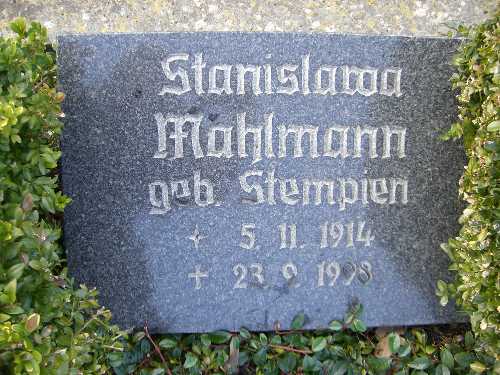 Stanislawa
Mahlmann
geb. Stempien
✶ 5. 11. 1914
+ 23. 9. 1998